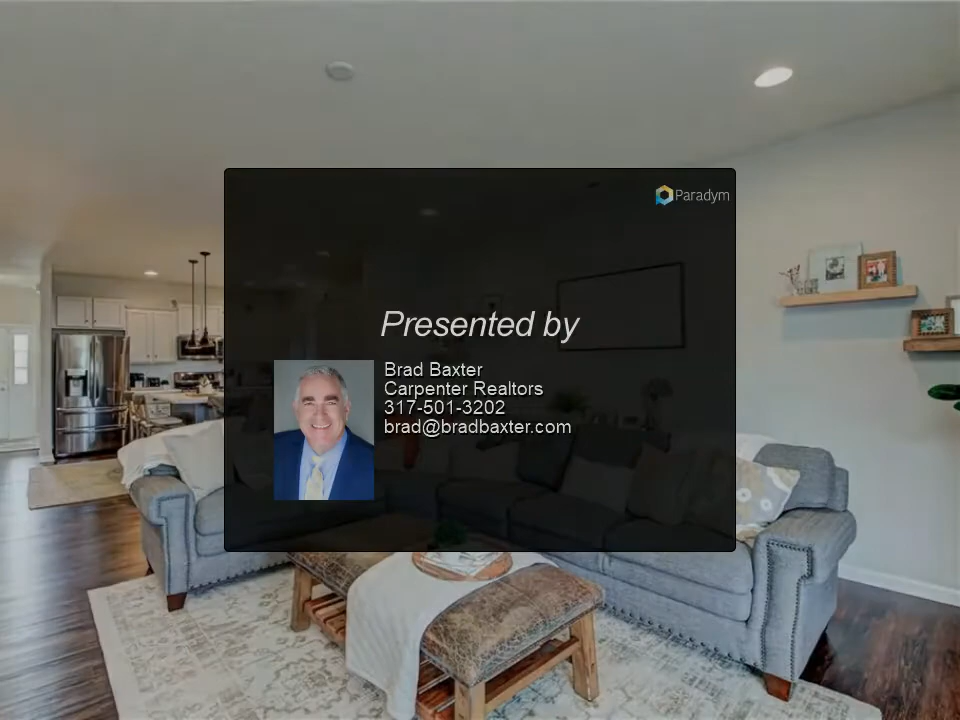 Paradym
Presented by
Brad Baxter
Carpenter Realtors
317-501-3202
brad@bradbaxter.com